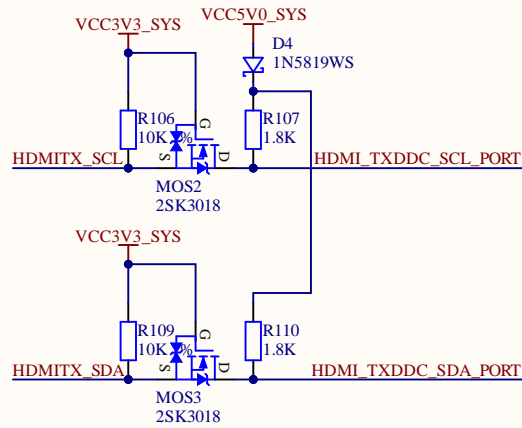 VCC5V0_SYS
VCC3V3_SYS
D4
1N5819WS
R106
10K
%
G
S
D
R107
1.8K
HDMITX_SCL
HDMI_TXDDC_SCL_PORT
MOS2
2SK3018
VCC3V3_SYS
R109
10K
%
G
S
D
R110
1.8K
HDMITX_SDA
HDMI_TXDDC_SDA_PORT
MOS3
2SK3018